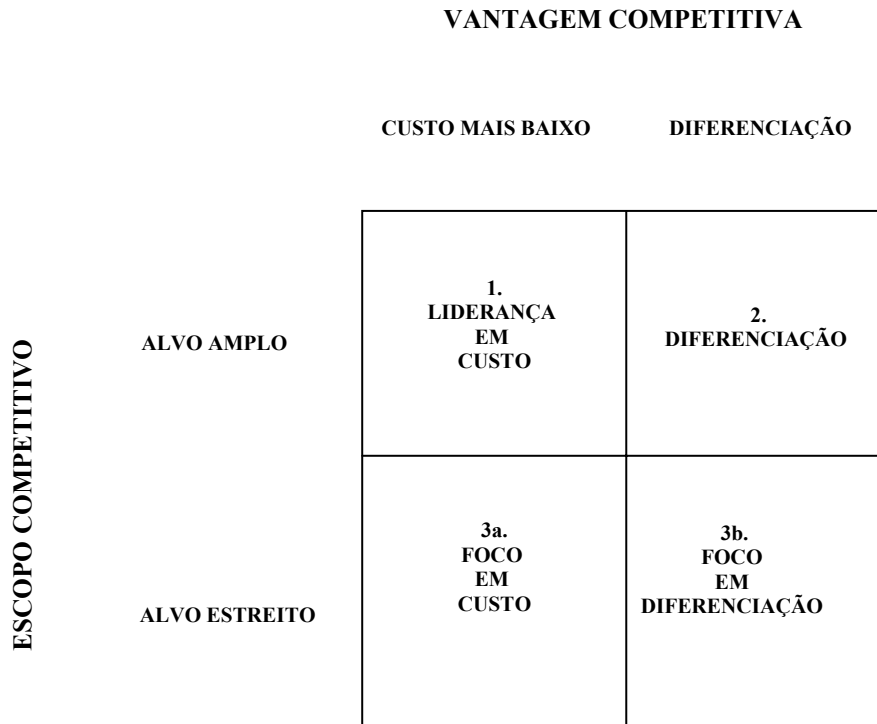 VANTAGEM COMPETITIVA
CUSTO MAIS BAIXO
DIFERENCIAÇÃO
ESCOPO COMPETITIVO
ALVO AMPLO
1.
LIDERANÇA
EM
CUSTO
2.
DIFERENCIAÇÃO
ALVO ESTREITO
3a.
FOCO
EM
CUSTO
3b.
FOCO
EM
DIFERENCIAÇÃO